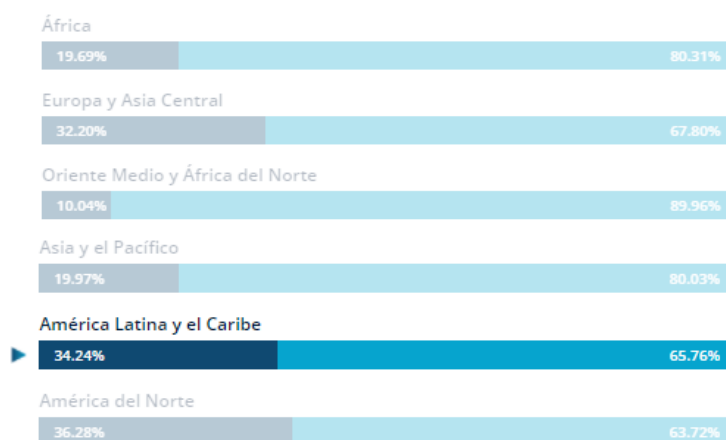 África
19.69% 80.31%
Europa y Asia Central
32.20% 67.80%
Oriente Medio y África del Norte
10.04% 89.96%
Asia y el Pacífico
19.97% 80.03%
América Latina y el Caribe
34.24% 65.76%
América del Norte
36.28% 63.72%